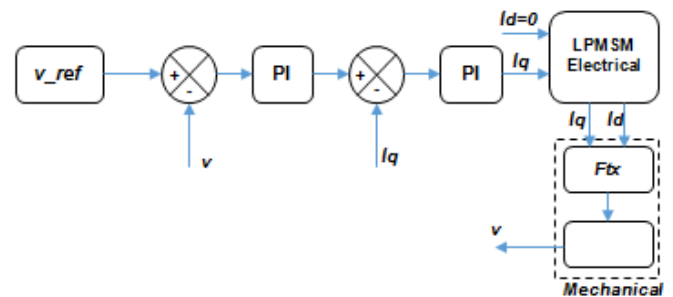 Id=0
LPMSM
Electrical
v_ref
+
-
PI
+
-
PI
Iq
v
Iq
Iq
Id
Ftx
v
Mechanical